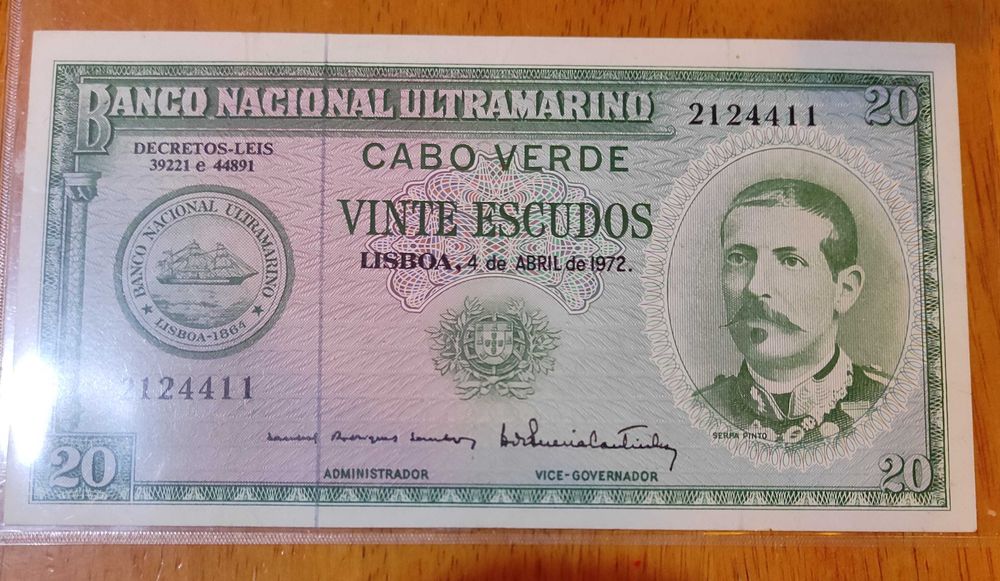 BANCO NACIONAL ULTRAMARINO
2124411
20
DECRETOS-LEIS
39221 e 44891
CABO VERDE
VINTE ESCUDOS
LISBOA, 4 de ABRIL de 1972.
BANCO NACIONAL ULTRAMARINO
LISBOA-1864
2124411
SERPA PINTO
20
ADMINISTRADOR
VICE-GOVERNADOR
20